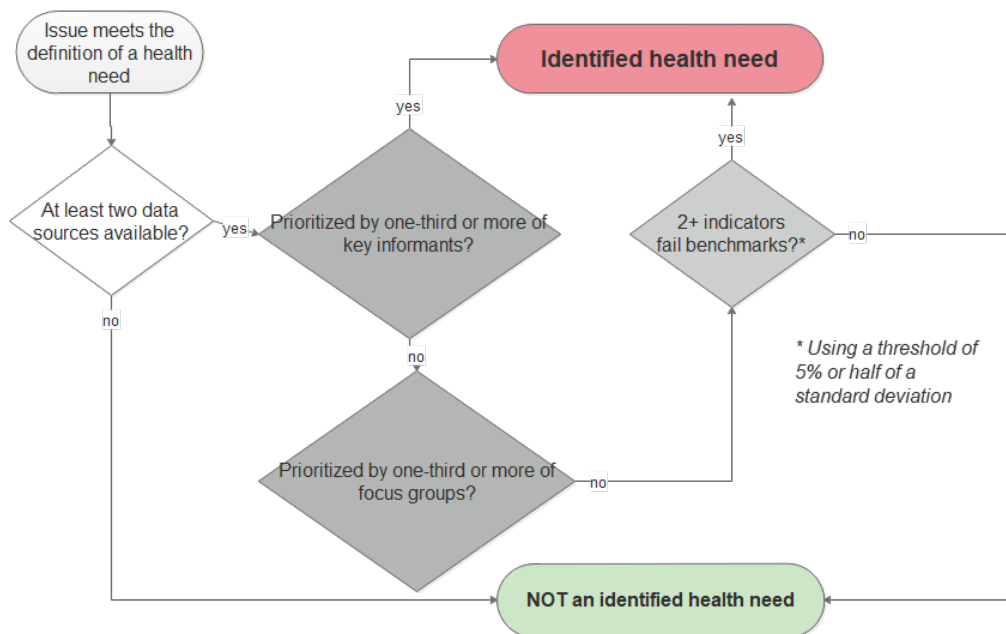 Issue meets the
definition of a health
need
Identified health need
yes
yes
At least two data
sources available?
yes
Prioritized by one-third or more of
key informants?
2+ indicators
fail benchmarks?*
no
no
no
* Using a threshold of
5% or half of a
standard deviation
Prioritized by one-third or more of
focus groups?
no
NOT an identified health need